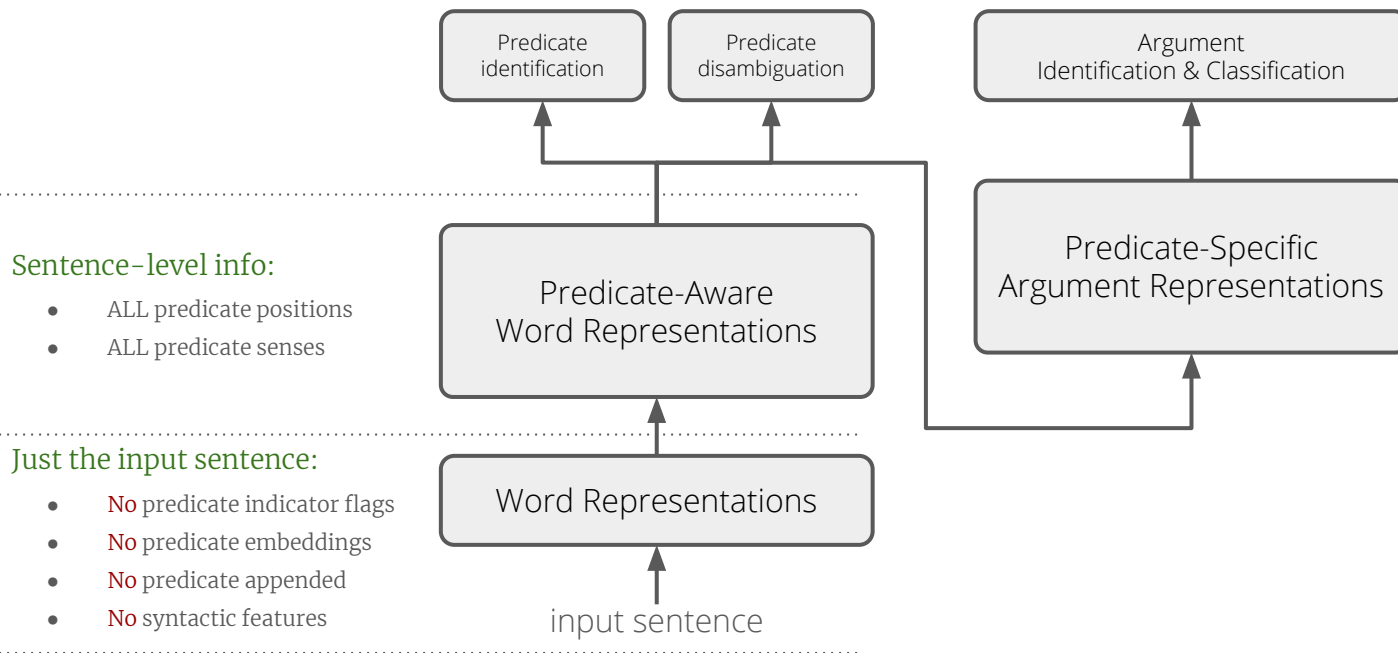 Predicate
identification
Predicate
disambiguation
Argument
Identification & Classification
Sentence-level info:
● ALL predicate positions
● ALL predicate senses
Predicate-Aware
Word Representations
Predicate-Specific
Argument Representations
Just the input sentence:
● No predicate indicator flags
● No predicate embeddings
● No predicate appended
● No syntactic features
Word Representations
input sentence